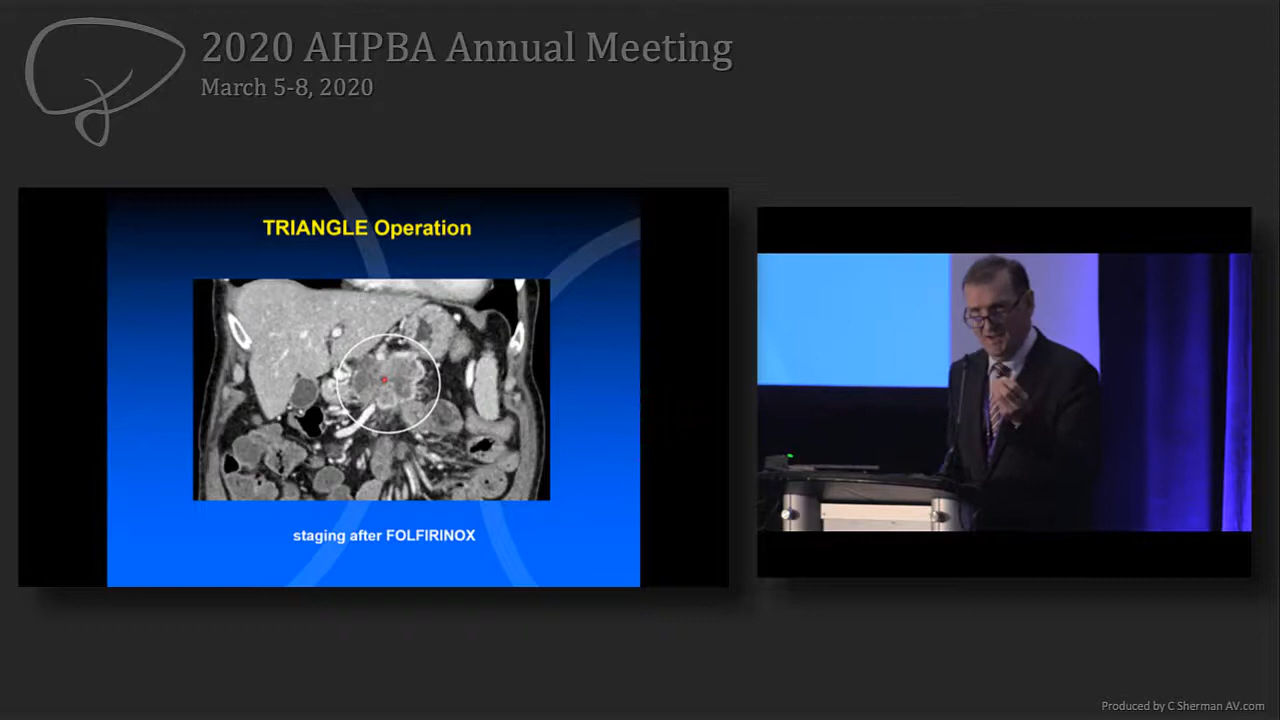 2020 AHPBA Annual Meeting
March 5-8, 2020
TRIANGLE Operation
staging after FOLFIRINOX
Produced by C Sherman AV.com